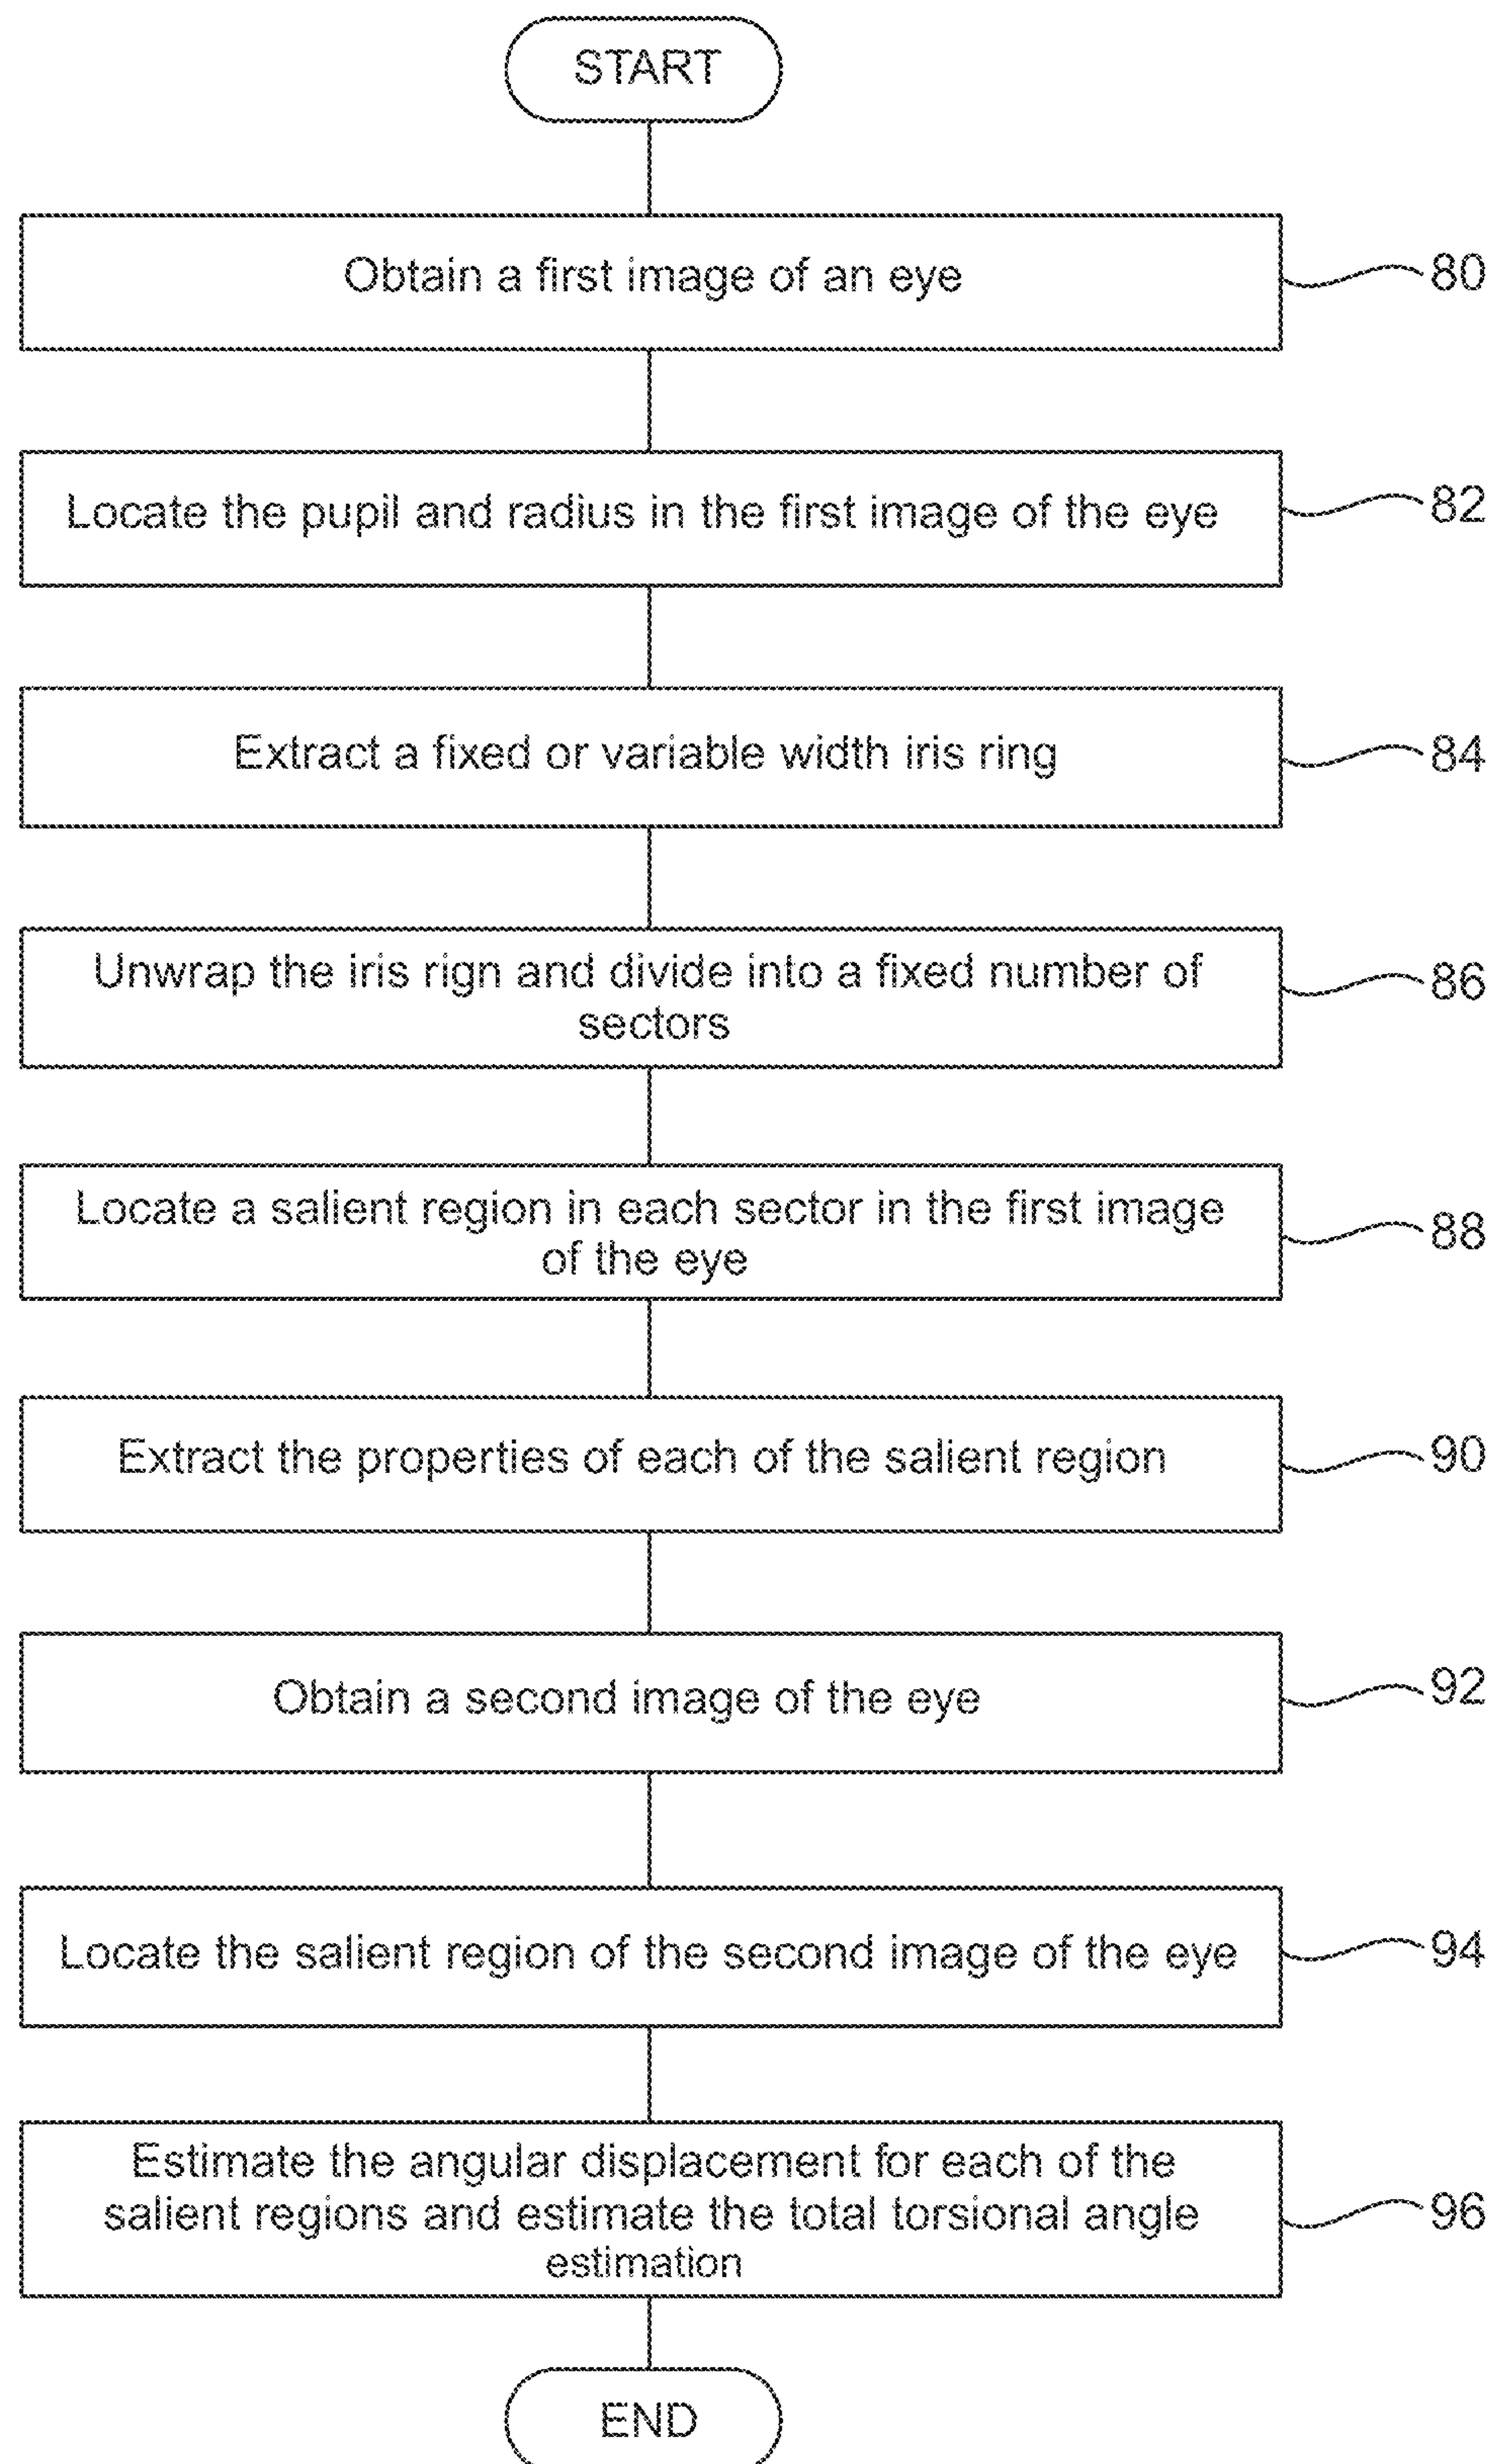 START
Obtain a first image of an eye
80
Locate the pupil and radius in the first image of the eye
82
Extract a fixed or variable width iris ring
84
Unwrap the iris rign and divide into a fixed number of
sectors
86
Locate a salient region in each sector in the first image
of the eye
88
Extract the properties of each of the salient region
90
Obtain a second image of the eye
92
Locate the salient region of the second image of the eye
94
Estimate the angular displacement for each of the
salient regions and estimate the total torsional angle
estimation
96
END